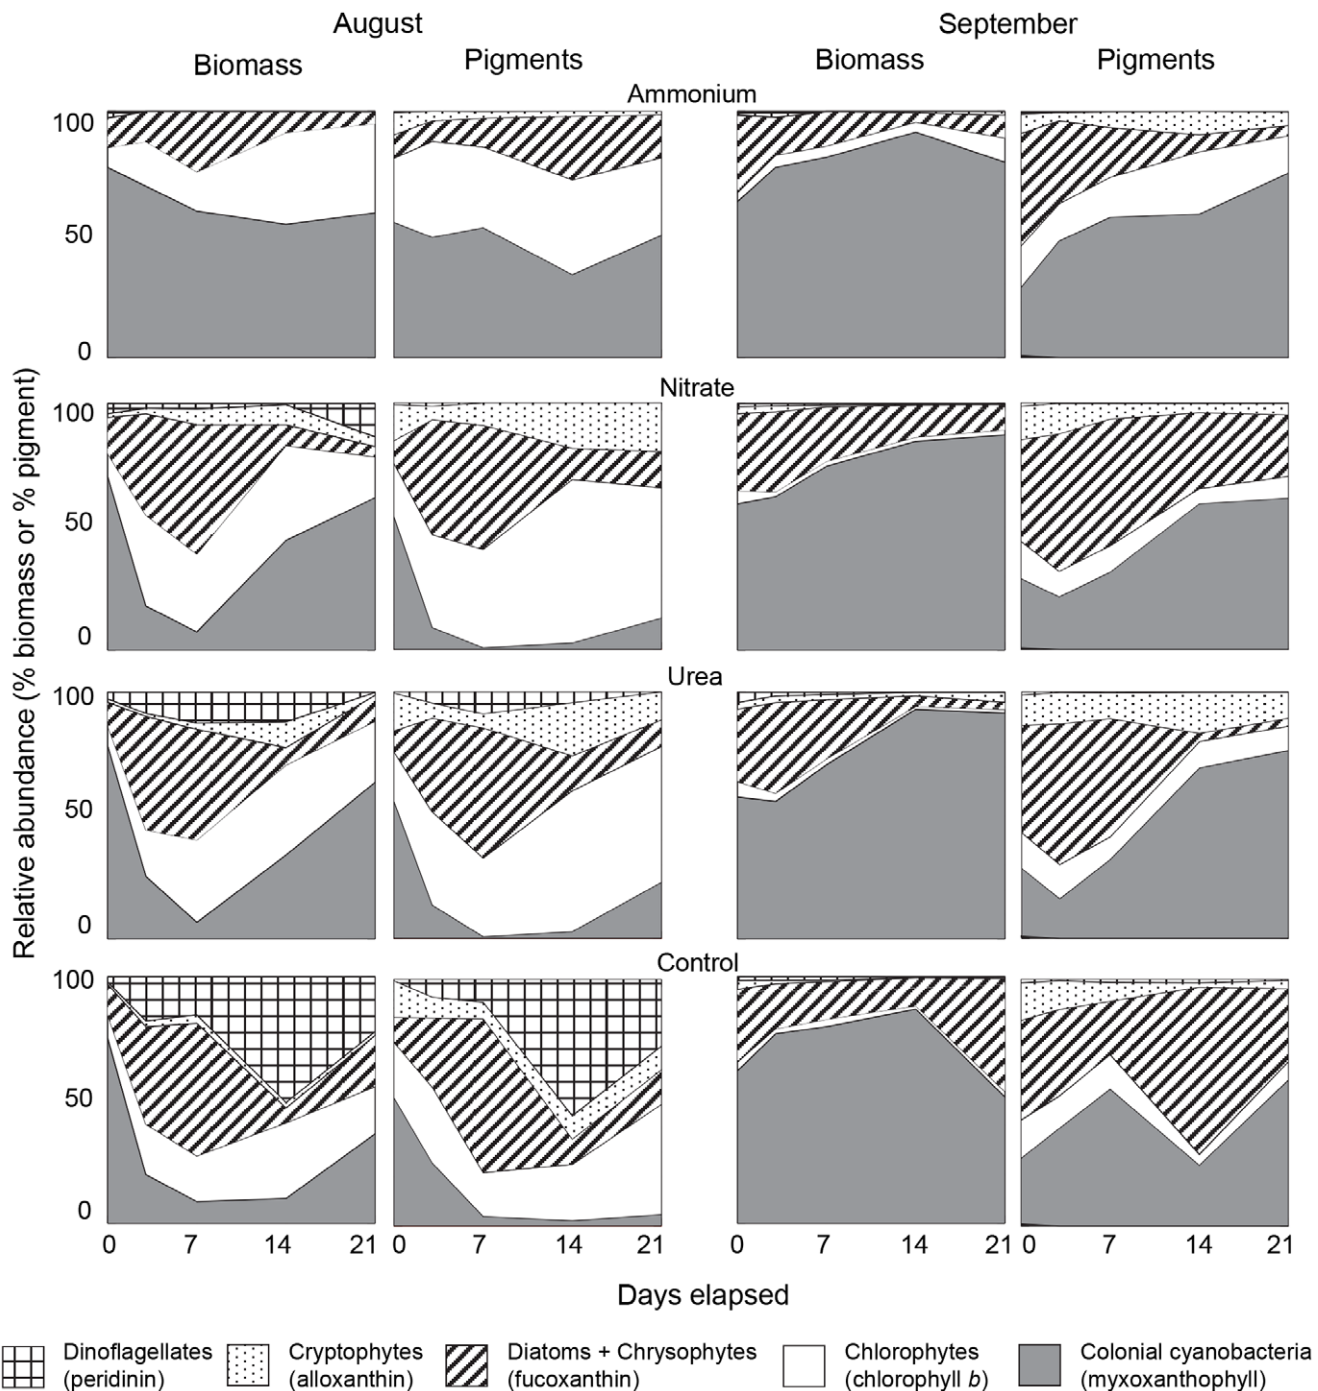 August
September
Biomass
Pigments
Biomass
Pigments
Ammonium
100
50
0
Nitrate
100
50
0
Urea
100
50
0
Control
100
50
0
Relative abundance (% biomass or % pigment)
0 7 14 21 0 7 14 21 0 7 14 21 0 7 14 21
Days elapsed
Dinoflagellates
(peridinin)
Cryptophytes
(alloxanthin)
Diatoms + Chrysophytes
(fucoxanthin)
Chlorophytes
(chlorophyll b)
Colonial cyanobacteria
(myxoxanthophyll)